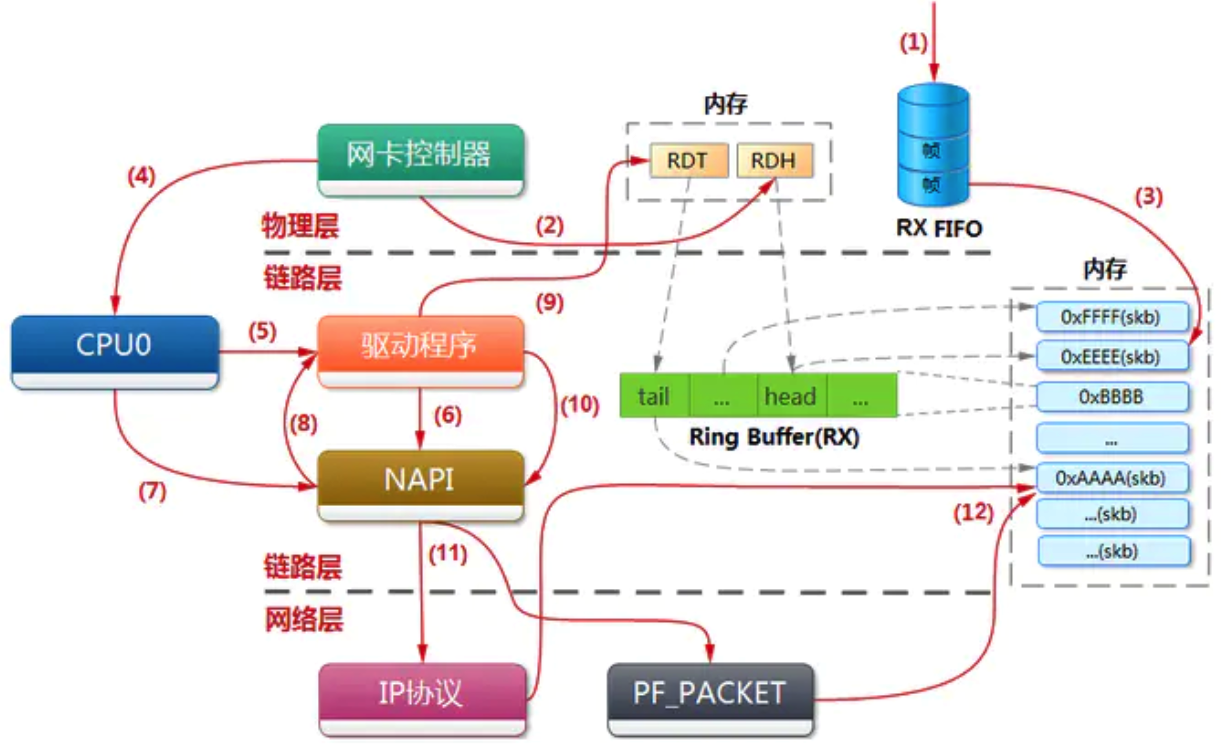 (1)
内存
网卡控制器
RDT
RDH
帧
帧
(4)
(2)
(3)
物理层
RX FIFO
链路层
内存
(9)
0xFFFF(skb)
CPU0
(5)
驱动程序
0xEEEE(skb)
tail
...
head
...
0xBBBB
(8)
(6)
(10)
Ring Buffer(RX)
...
NAPI
0xAAAA(skb)
(7)
(12)
...(skb)
(11)
...(skb)
链路层
网络层
IP协议
PF_PACKET